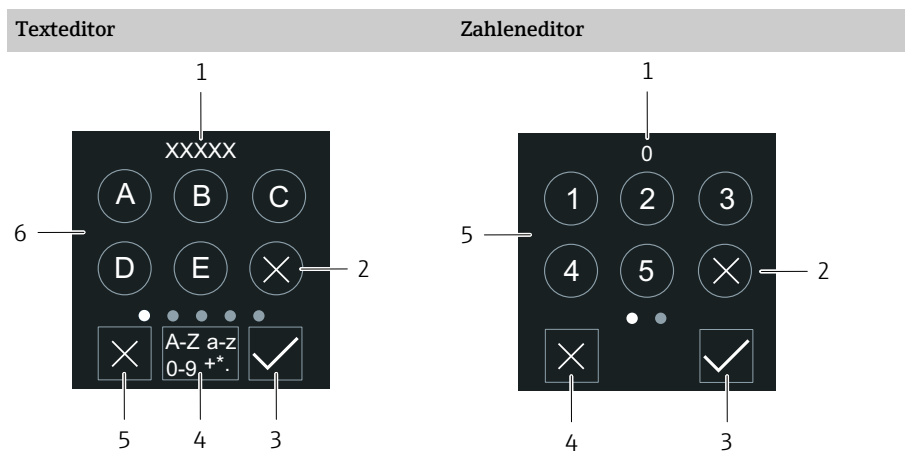 Texteditor Zahleneditor
1 1
XXXXX 0
A B C 1 2 3
6 5
D E 2 4 5 2
A-Z a-z
0-9 +*.
5 4 3 4 3